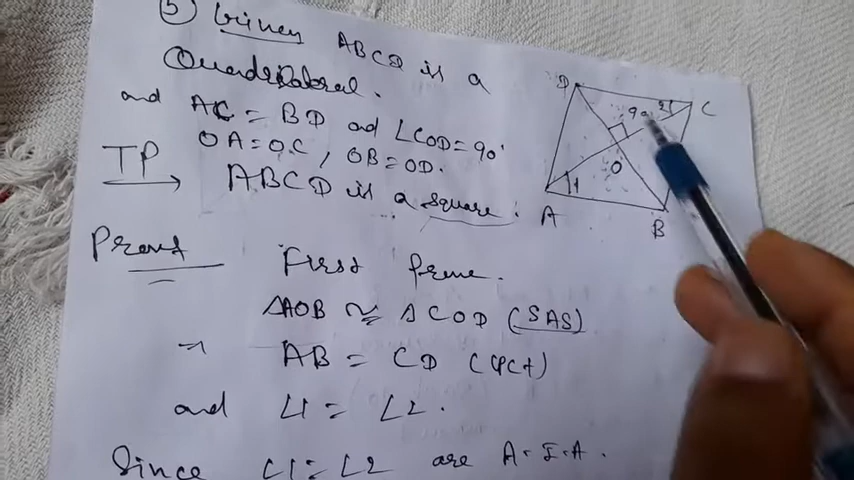 5 Given ABCD is a
Quadrilateral.
and AC = BD and ∠COD = 90°
OA = OC, OB = OD.
TP ABCD is a square.
Proof First prove.
△AOB ≅ △COD (SAS)
⇒ AB = CD (CPCT)
and ∠1 = ∠2.
Since ∠1 = ∠2 are A.I.A.
D
90
2
C
O
1
A
B